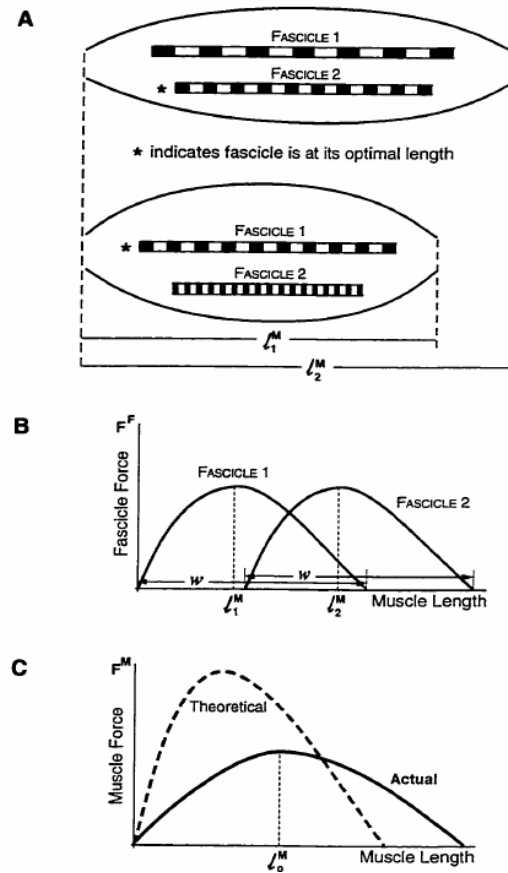 A
FASCICLE 1
FASCICLE 2
*
* indicates fascicle is at its optimal length
FASCICLE 1
*
FASCICLE 2
ℓ₁ᴹ
ℓ₂ᴹ
B
Fᶠ
FASCICLE 1
FASCICLE 2
Fascicle Force
w
w
ℓ₁ᴹ
ℓ₂ᴹ
Muscle Length
C
Fᴹ
Theoretical
Actual
Muscle Force
ℓₒᴹ
Muscle Length